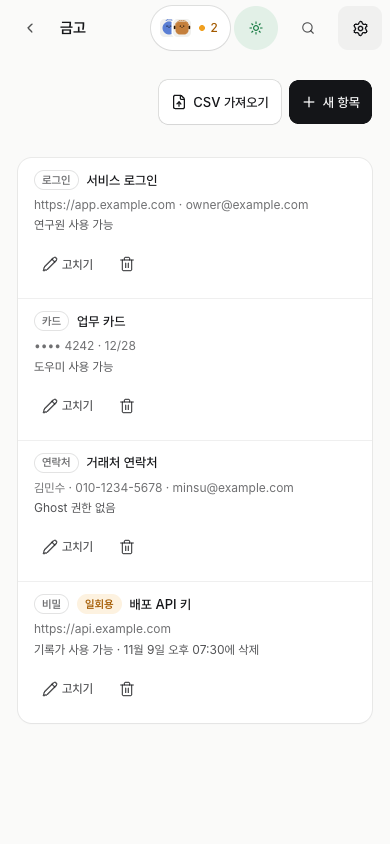 금고
2
CSV 가져오기
새 항목
로그인 서비스 로그인
https://app.example.com · owner@example.com
연구원 사용 가능
고치기
카드 업무 카드
•••• 4242 · 12/28
도우미 사용 가능
고치기
연락처 거래처 연락처
김민수 · 010-1234-5678 · minsu@example.com
Ghost 권한 없음
고치기
비밀 일회용 배포 API 키
https://api.example.com
기록가 사용 가능 · 11월 9일 오후 07:30에 삭제
고치기